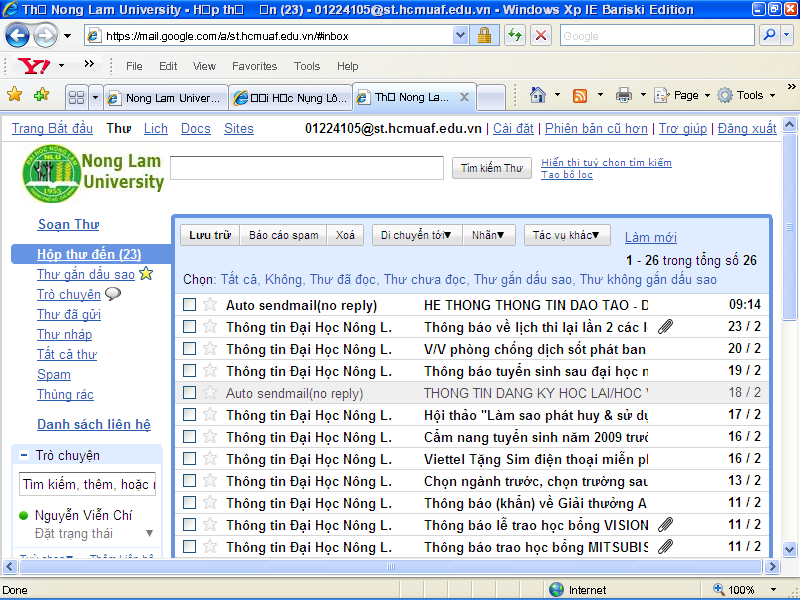 Thư Nong Lam University - Hộp thư đến (23) - 01224105@st.hcmuaf.edu.vn - Windows Xp IE Bariski Edition
https://mail.google.com/a/st.hcmuaf.edu.vn/#inbox
Google
Y!
File Edit View Favorites Tools Help
Nong Lam Univer... Học Nụng Lõ... Nong La... Page Tools
Trang Bắt đầu Thư Lịch Docs Sites 01224105@st.hcmuaf.edu.vn | Cài đặt | Phiên bản cũ hơn | Trợ giúp | Đăng xuất
NLU
1955
Nong Lam
University
Tìm kiếm Thư
Hiển thị tuỳ chọn tìm kiếm
Tạo bộ lọc
Soạn Thư
Hộp thư đến (23)
Thư gắn dấu sao
Trò chuyện
Thư đã gửi
Thư nháp
Tất cả thư
Spam
Thùng rác
Danh sách liên hệ
Trò chuyện
Tìm kiếm, thêm, hoặc
Nguyễn Viễn Chí
Đặt trạng thái
Lưu trữ Báo cáo spam Xoá Di chuyển tới▾ Nhãn▾ Tác vụ khác▾ Làm mới
1 - 26 trong tổng số 26
Chọn: Tất cả, Không, Thư đã đọc, Thư chưa đọc, Thư gắn dấu sao, Thư không gắn dấu sao
Auto sendmail(no reply) HE THONG THONG TIN DAO TAO - D 09:14
Thông tin Đại Học Nông L. Thông báo về lịch thi lại lần 2 các l 23 / 2
Thông tin Đại Học Nông L. V/V phòng chống dịch sốt phát ban 20 / 2
Thông tin Đại Học Nông L. Thông báo tuyển sinh sau đại học n 19 / 2
Auto sendmail(no reply) THONG TIN DANG KY HOC LAI/HOC V 18 / 2
Thông tin Đại Học Nông L. Hội thảo "Làm sao phát huy & sử dụ 17 / 2
Thông tin Đại Học Nông L. Cẩm nang tuyển sinh năm 2009 trườ 16 / 2
Thông tin Đại Học Nông L. Viettel Tặng Sim điện thoại miễn ph 16 / 2
Thông tin Đại Học Nông L. Chọn ngành trước, chọn trường sau 13 / 2
Thông tin Đại Học Nông L. Thông báo (khẩn) về Giải thưởng A 11 / 2
Thông tin Đại Học Nông L. Thông báo lễ trao học bổng VISION 11 / 2
Thông tin Đại Học Nông L. Thông báo trao học bổng MITSUBIS 11 / 2
Done Internet 100%